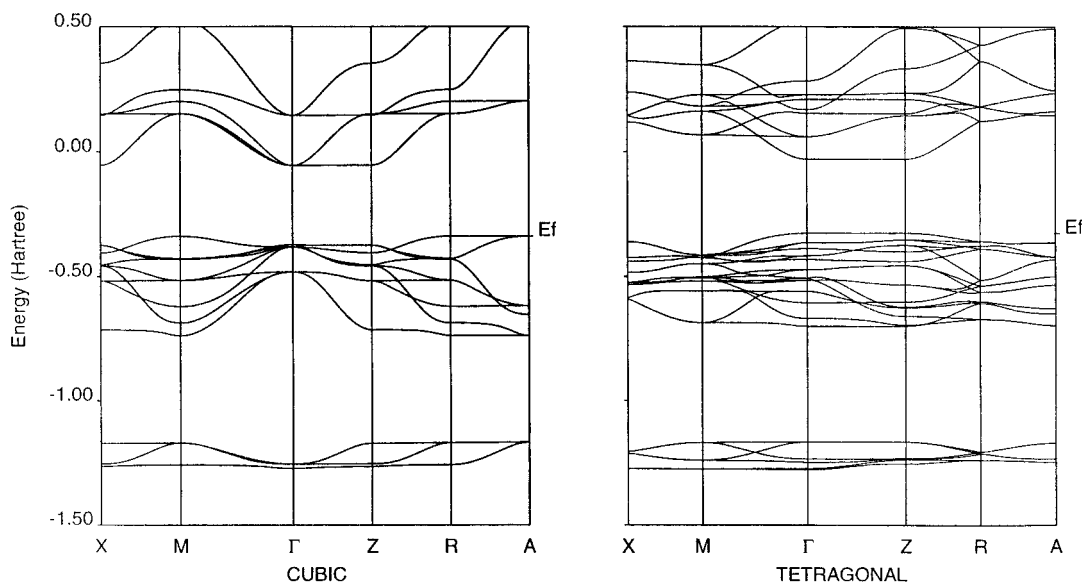 0.50
0.00
-0.50
-1.00
-1.50
Energy (Hartree)
Ef
X M Γ Z R A
CUBIC
Ef
X M Γ Z R A
TETRAGONAL